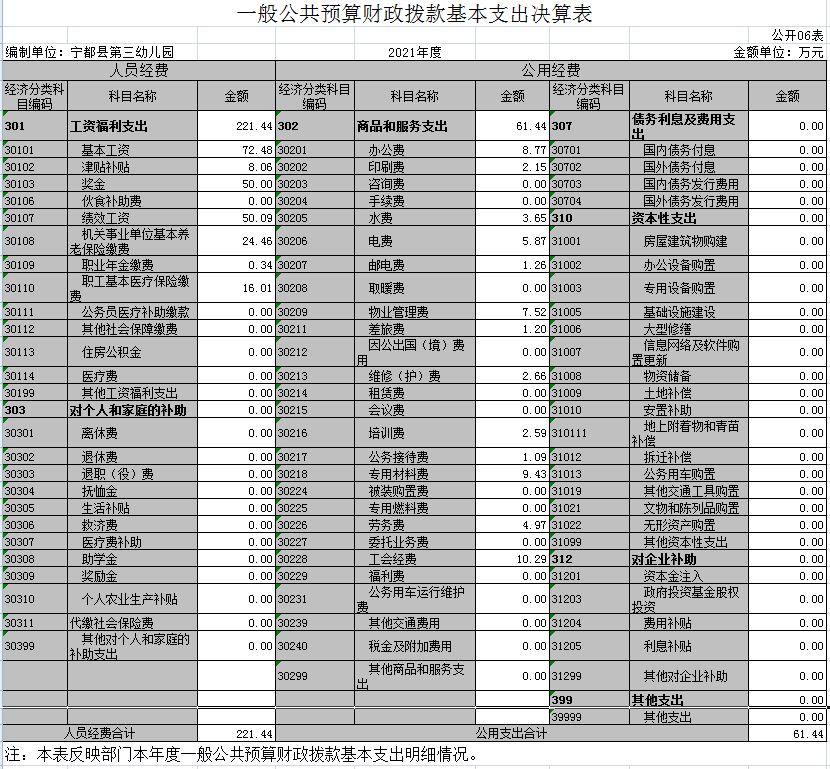 一般公共预算财政拨款基本支出决算表
公开06表
编制单位：宁都县第三幼儿园 2021年度 金额单位：万元
人员经费 公用经费
经济分类科目编码 科目名称 金额 经济分类科目编码 科目名称 金额 经济分类科目编码 科目名称 金额
301 工资福利支出 221.44 302 商品和服务支出 61.44 307 债务利息及费用支出 0.00
30101 基本工资 72.48 30201 办公费 8.77 30701 国内债务付息 0.00
30102 津贴补贴 8.06 30202 印刷费 2.15 30702 国外债务付息 0.00
30103 奖金 50.00 30203 咨询费 0.00 30703 国内债务发行费用 0.00
30106 伙食补助费 0.00 30204 手续费 0.00 30704 国外债务发行费用 0.00
30107 绩效工资 50.09 30205 水费 3.65 310 资本性支出 0.00
30108 机关事业单位基本养老保险缴费 24.46 30206 电费 5.87 31001 房屋建筑物购建 0.00
30109 职业年金缴费 0.34 30207 邮电费 1.26 31002 办公设备购置 0.00
30110 职工基本医疗保险缴费 16.01 30208 取暖费 0.00 31003 专用设备购置 0.00
30111 公务员医疗补助缴款 0.00 30209 物业管理费 7.52 31005 基础设施建设 0.00
30112 其他社会保障缴费 0.00 30211 差旅费 1.20 31006 大型修缮 0.00
30113 住房公积金 0.00 30212 因公出国（境）费用 0.00 31007 信息网络及软件购置更新 0.00
30114 医疗费 0.00 30213 维修（护）费 2.66 31008 物资储备 0.00
30199 其他工资福利支出 0.00 30214 租赁费 0.00 31009 土地补偿 0.00
303 对个人和家庭的补助 0.00 30215 会议费 0.00 31010 安置补助 0.00
30301 离休费 0.00 30216 培训费 2.59 310111 地上附着物和青苗补偿 0.00
30302 退休费 0.00 30217 公务接待费 1.09 31012 拆迁补偿 0.00
30303 退职（役）费 0.00 30218 专用材料费 9.43 31013 公务用车购置 0.00
30304 抚恤金 0.00 30224 被装购置费 0.00 31019 其他交通工具购置 0.00
30305 生活补贴 0.00 30225 专用燃料费 0.00 31021 文物和陈列品购置 0.00
30306 救济费 0.00 30226 劳务费 4.97 31022 无形资产购置 0.00
30307 医疗费补助 0.00 30227 委托业务费 0.00 31099 其他资本性支出 0.00
30308 助学金 0.00 30228 工会经费 10.29 312 对企业补助 0.00
30309 奖励金 0.00 30229 福利费 0.00 31201 资本金注入 0.00
30310 个人农业生产补贴 0.00 30231 公务用车运行维护费 0.00 31203 政府投资基金股权投资 0.00
30311 代缴社会保险费 0.00 30239 其他交通费用 0.00 31204 费用补贴 0.00
30399 其他对个人和家庭的补助支出 0.00 30240 税金及附加费用 0.00 31205 利息补贴 0.00
30299 其他商品和服务支出 0.00 31299 其他对企业补助 0.00
399 其他支出 0.00
39999 其他支出 0.00
人员经费合计 221.44 公用支出合计 61.44
注：本表反映部门本年度一般公共预算财政拨款基本支出明细情况。